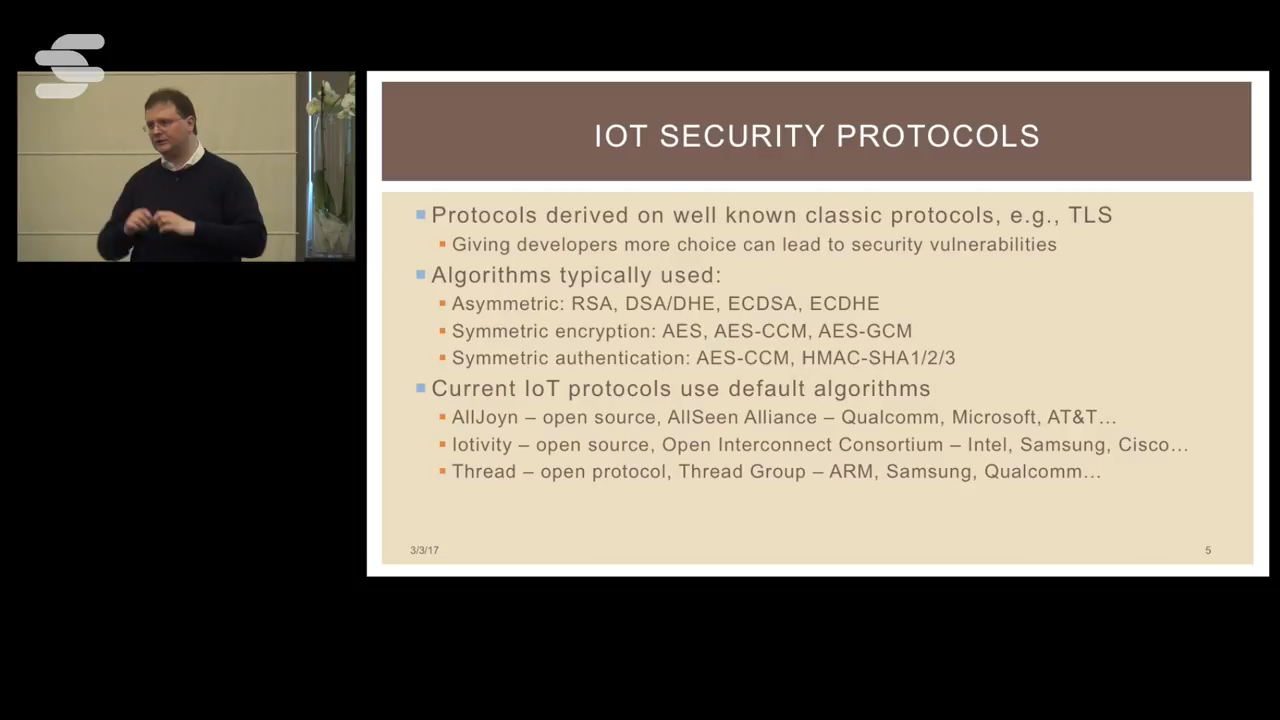 IOT SECURITY PROTOCOLS
Protocols derived on well known classic protocols, e.g., TLS
Giving developers more choice can lead to security vulnerabilities
Algorithms typically used:
Asymmetric: RSA, DSA/DHE, ECDSA, ECDHE
Symmetric encryption: AES, AES-CCM, AES-GCM
Symmetric authentication: AES-CCM, HMAC-SHA1/2/3
Current IoT protocols use default algorithms
AllJoyn – open source, AllSeen Alliance – Qualcomm, Microsoft, AT&T…
Iotivity – open source, Open Interconnect Consortium – Intel, Samsung, Cisco…
Thread – open protocol, Thread Group – ARM, Samsung, Qualcomm…
3/3/17
5